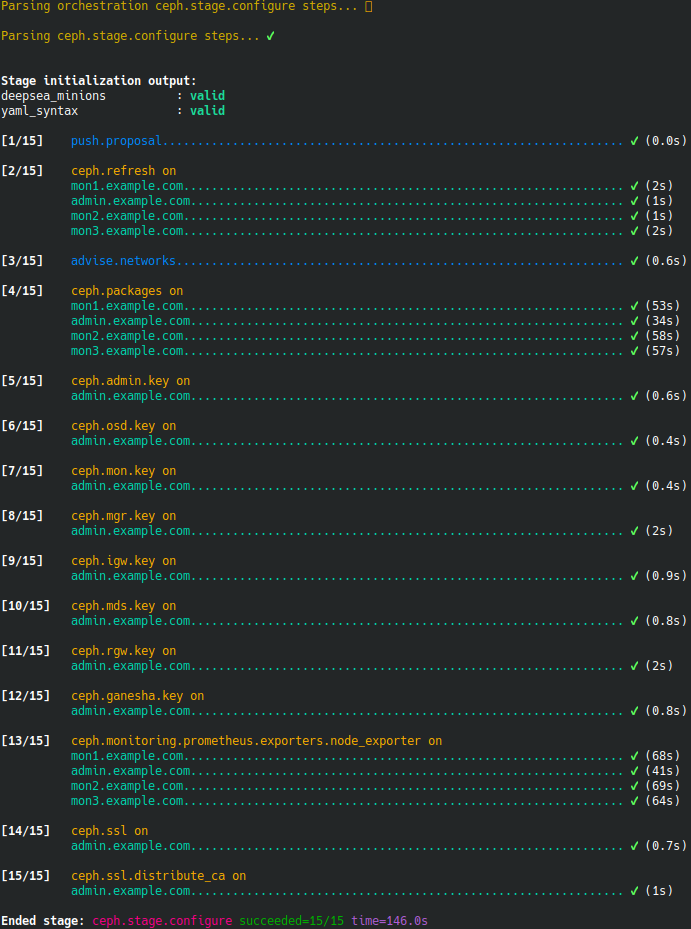 Parsing orchestration ceph.stage.configure steps...
Parsing ceph.stage.configure steps... ✓
Stage initialization output:
deepsea_minions          : valid
yaml_syntax              : valid
[1/15]    push.proposal.................................................................. ✓ (0.0s)
[2/15]    ceph.refresh on
mon1.example.com............................................................... ✓ (2s)
admin.example.com.............................................................. ✓ (1s)
mon2.example.com............................................................... ✓ (1s)
mon3.example.com............................................................... ✓ (2s)
[3/15]    advise.networks................................................................ ✓ (0.6s)
[4/15]    ceph.packages on
mon1.example.com............................................................... ✓ (53s)
admin.example.com.............................................................. ✓ (34s)
mon2.example.com............................................................... ✓ (58s)
mon3.example.com............................................................... ✓ (57s)
[5/15]    ceph.admin.key on
admin.example.com.............................................................. ✓ (0.6s)
[6/15]    ceph.osd.key on
admin.example.com.............................................................. ✓ (0.4s)
[7/15]    ceph.mon.key on
admin.example.com.............................................................. ✓ (0.4s)
[8/15]    ceph.mgr.key on
admin.example.com.............................................................. ✓ (2s)
[9/15]    ceph.igw.key on
admin.example.com.............................................................. ✓ (0.9s)
[10/15]   ceph.mds.key on
admin.example.com.............................................................. ✓ (0.8s)
[11/15]   ceph.rgw.key on
admin.example.com.............................................................. ✓ (2s)
[12/15]   ceph.ganesha.key on
admin.example.com.............................................................. ✓ (0.8s)
[13/15]   ceph.monitoring.prometheus.exporters.node_exporter on
mon1.example.com............................................................... ✓ (68s)
admin.example.com.............................................................. ✓ (41s)
mon2.example.com............................................................... ✓ (69s)
mon3.example.com............................................................... ✓ (64s)
[14/15]   ceph.ssl on
admin.example.com.............................................................. ✓ (0.7s)
[15/15]   ceph.ssl.distribute_ca on
admin.example.com.............................................................. ✓ (1s)
Ended stage: ceph.stage.configure succeeded=15/15 time=146.0s